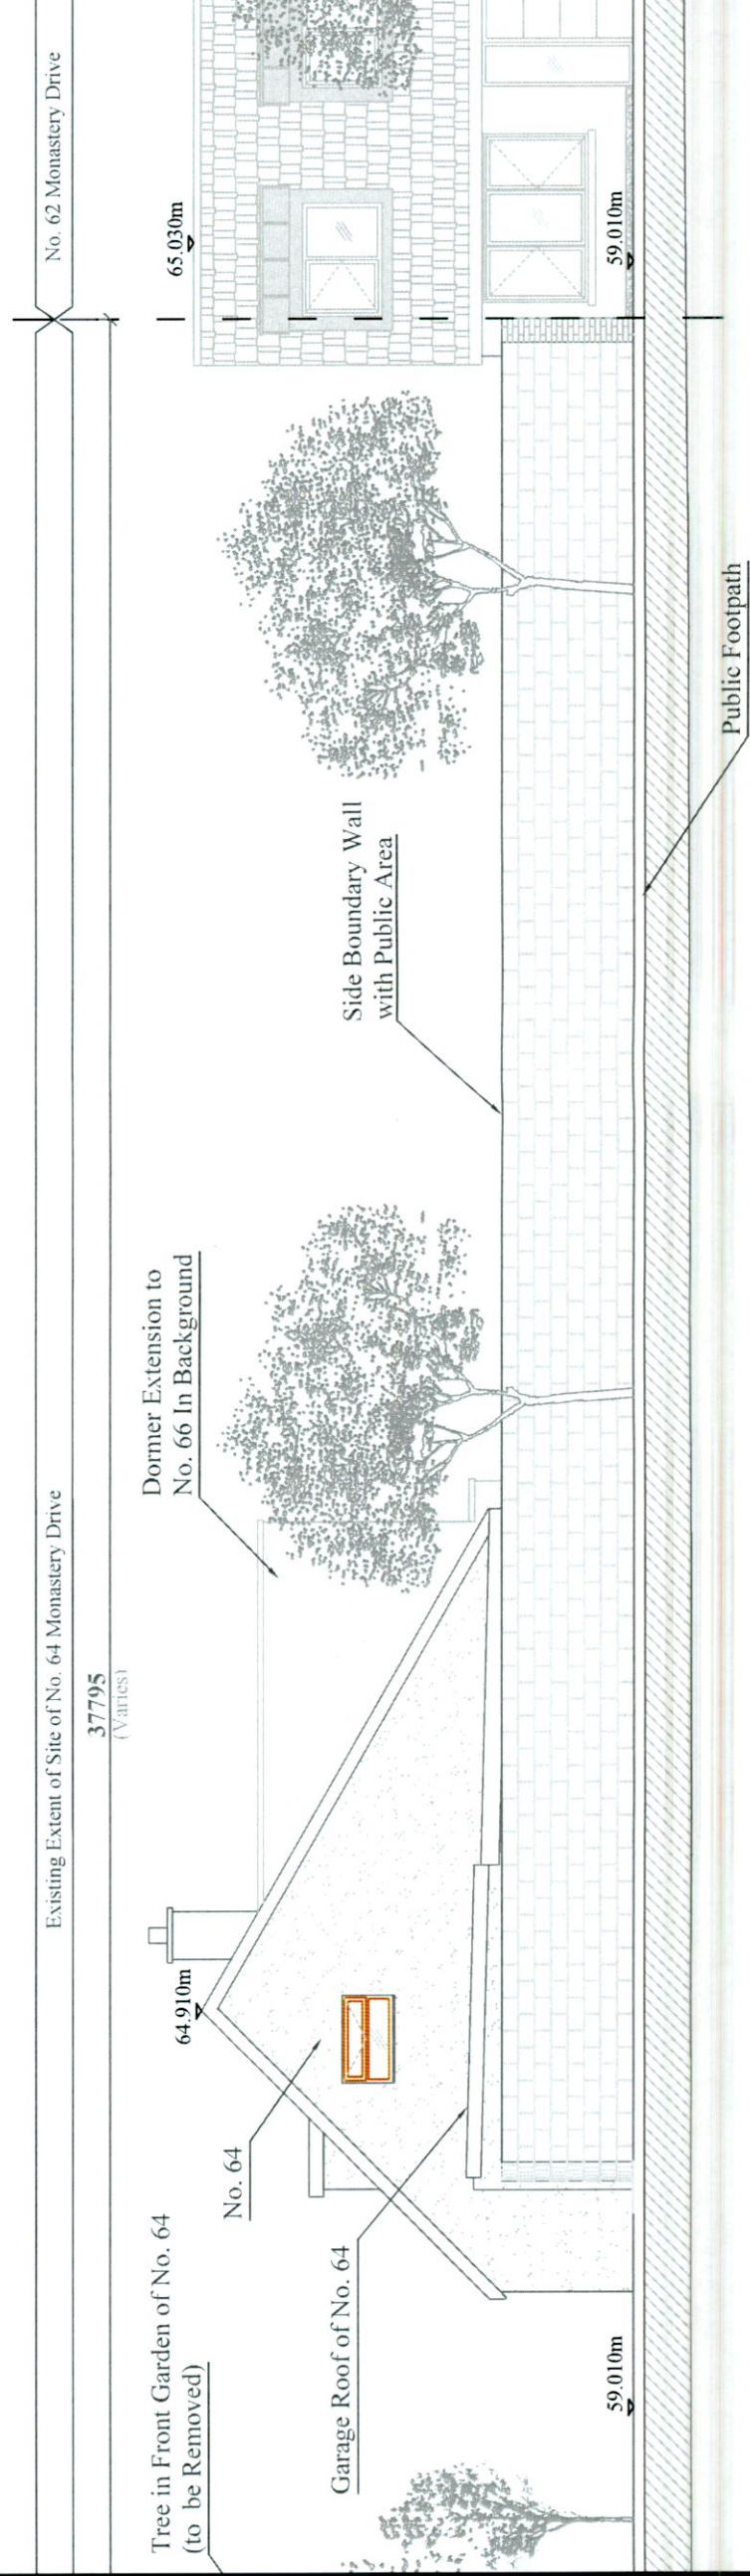 Existing Extent of Site of No. 64 Monastery Drive
No. 62 Monastery Drive
37795
(Varies)
Tree in Front Garden of No. 64
(to be Removed)
No. 64
64.910m
Dormer Extension to
No. 66 In Background
65.030m
Garage Roof of No. 64
Side Boundary Wall
with Public Area
59.010m
59.010m
Public Footpath